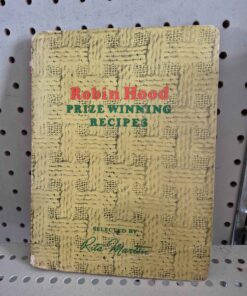 Robin Hood
PRIZE WINNING
RECIPES
SELECTED BY
Rita Martin